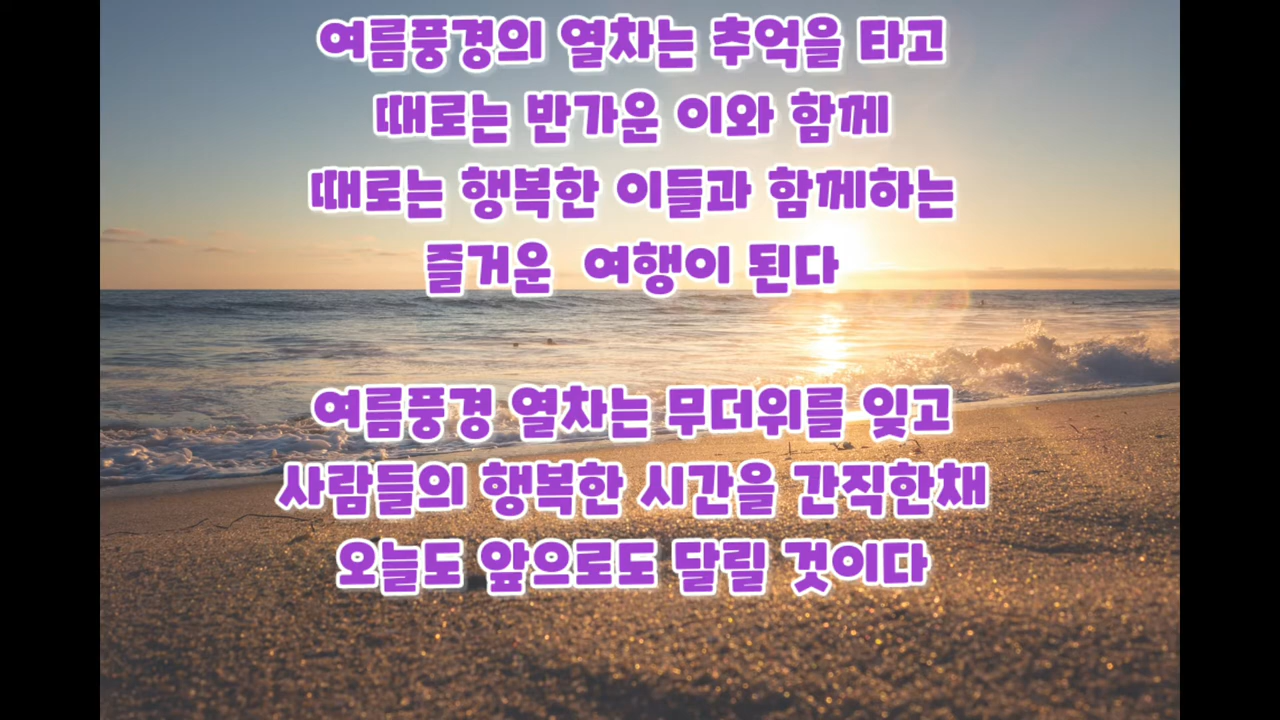 여름풍경의 열차는 추억을 타고
때로는 반가운 이와 함께
때로는 행복한 이들과 함께하는
즐거운 여행이 된다
여름풍경 열차는 무더위를 잊고
사람들의 행복한 시간을 간직한채
오늘도 앞으로도 달릴 것이다